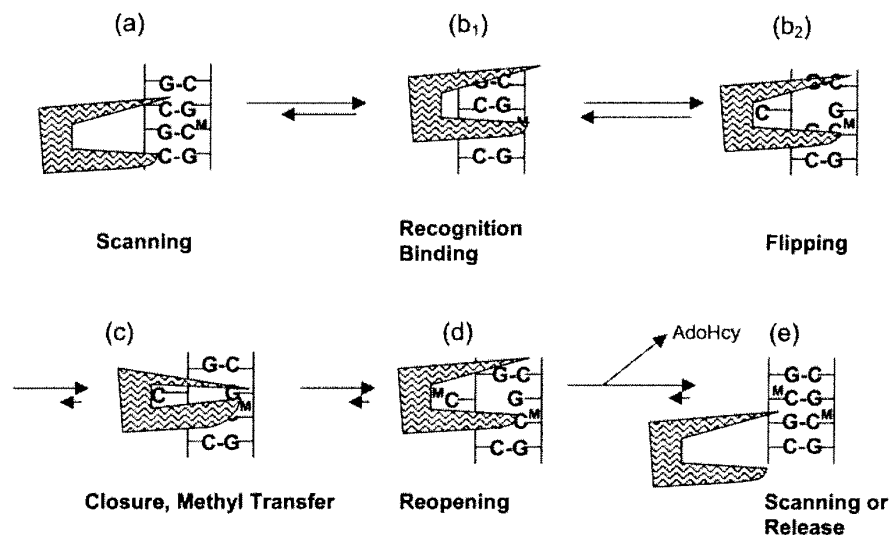 (a)
G-C
C-G
G-C M
C-G
Scanning
(b1)
G-C
C-G
M
C-G
Recognition
Binding
(b2)
G-C
C G
G-C M
C-G
Flipping
(c)
G-C
C G
M
C
C-G
Closure, Methyl Transfer
(d)
G-C
M C G
C M
C-G
Reopening
AdoHcy
(e)
G-C
M C-G
G-C M
C-G
Scanning or
Release